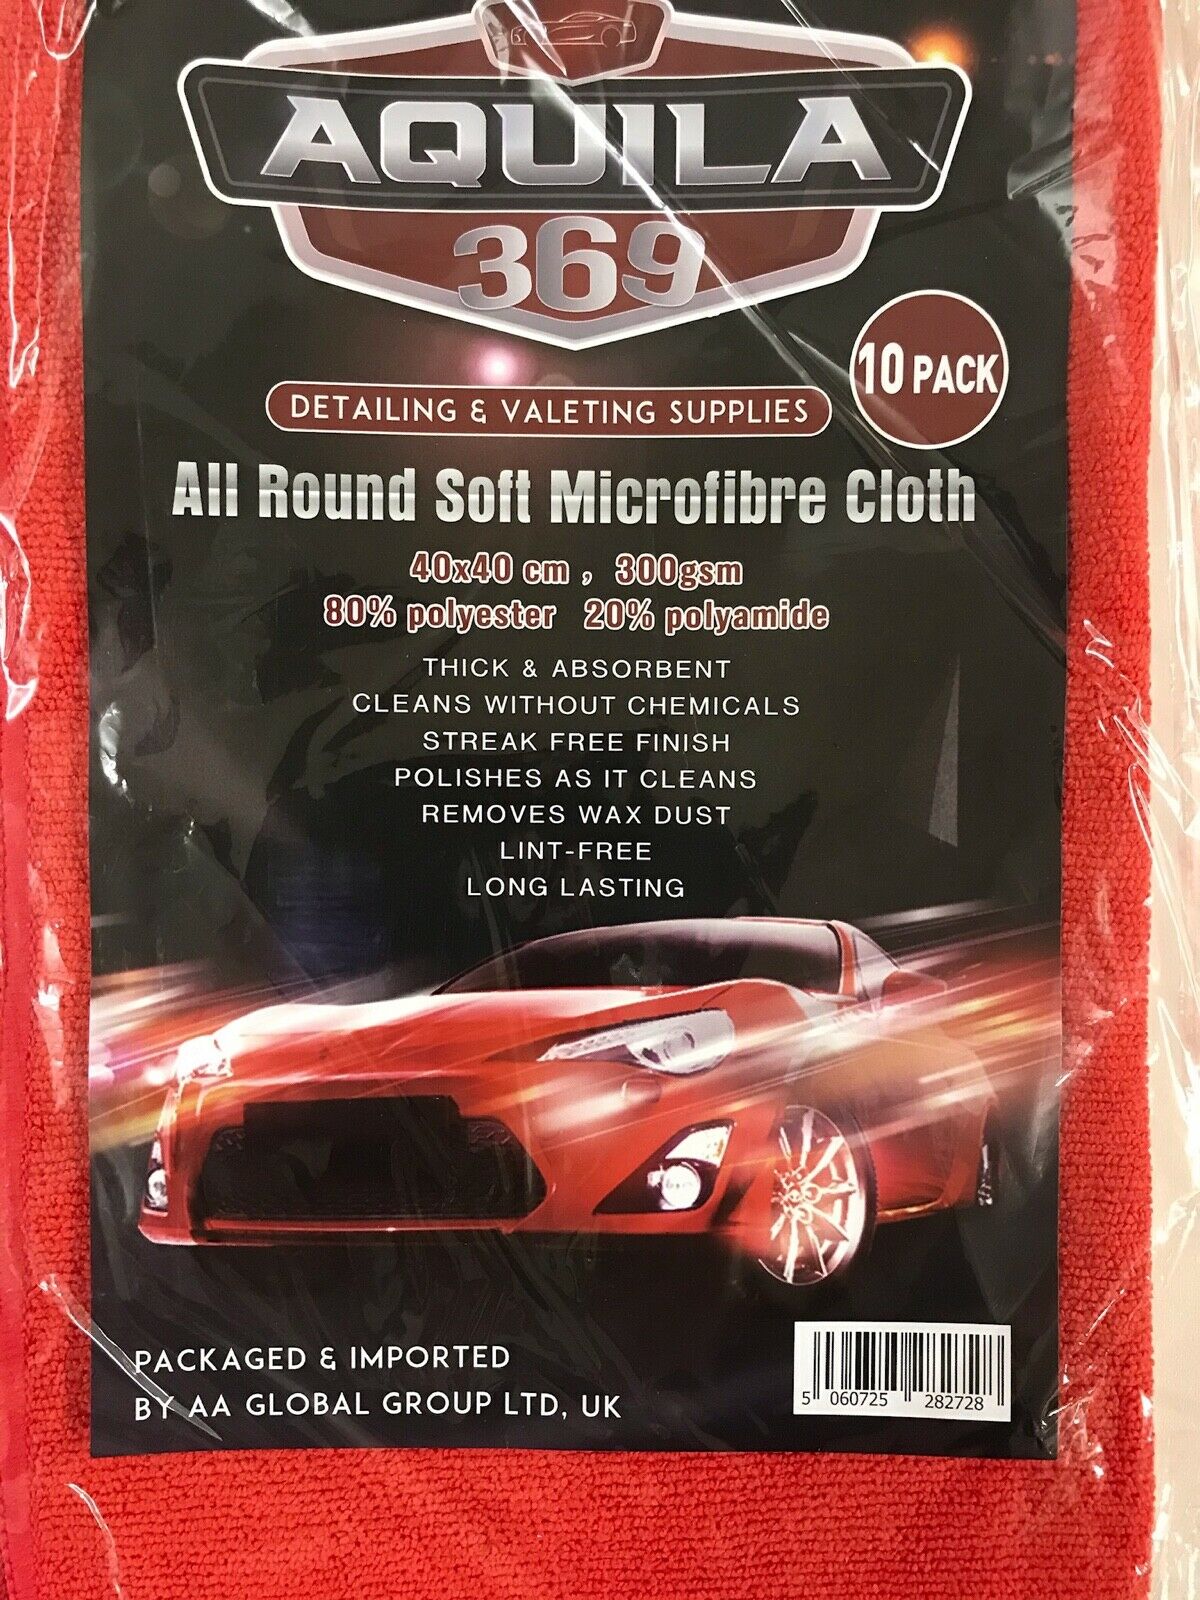 AQUILA
369
10 PACK
DETAILING & VALETING SUPPLIES
All Round Soft Microfibre Cloth
40x40 cm , 300gsm
80% polyester 20% polyamide
THICK & ABSORBENT
CLEANS WITHOUT CHEMICALS
STREAK FREE FINISH
POLISHES AS IT CLEANS
REMOVES WAX DUST
LINT-FREE
LONG LASTING
PACKAGED & IMPORTED
BY AA GLOBAL GROUP LTD, UK
5 060725 282728